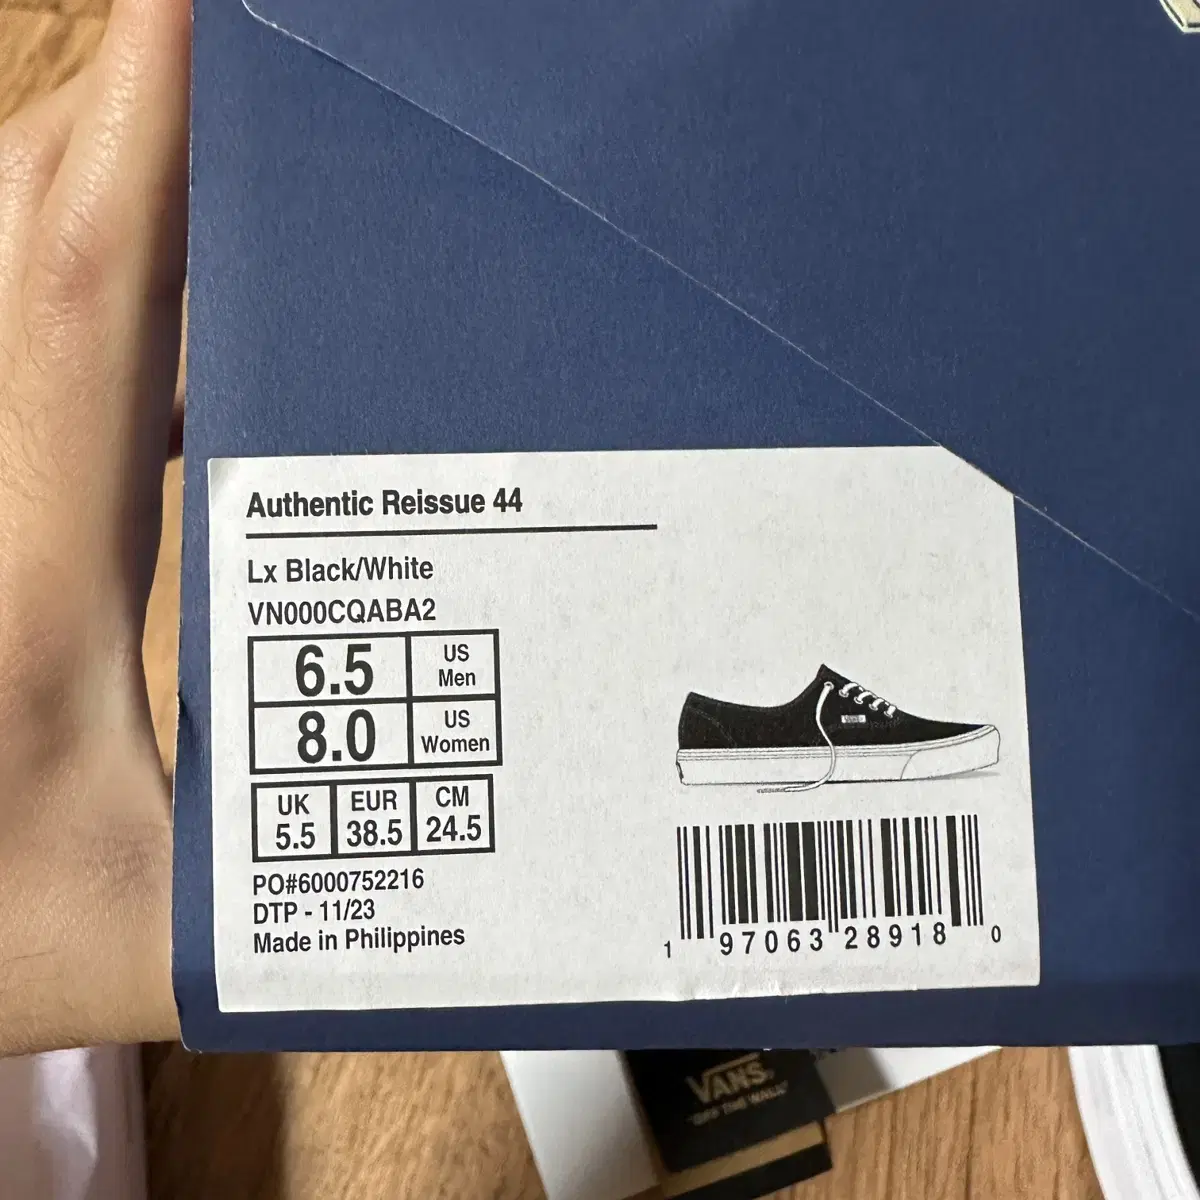 Authentic Reissue 44
Lx Black/White
VN000CQABA2
6.5 US Men
8.0 US Women
UK EUR CM
5.5 38.5 24.5
PO#6000752216
DTP - 11/23
Made in Philippines
1 97063 28918 0
VANS
"OFF THE WALL"